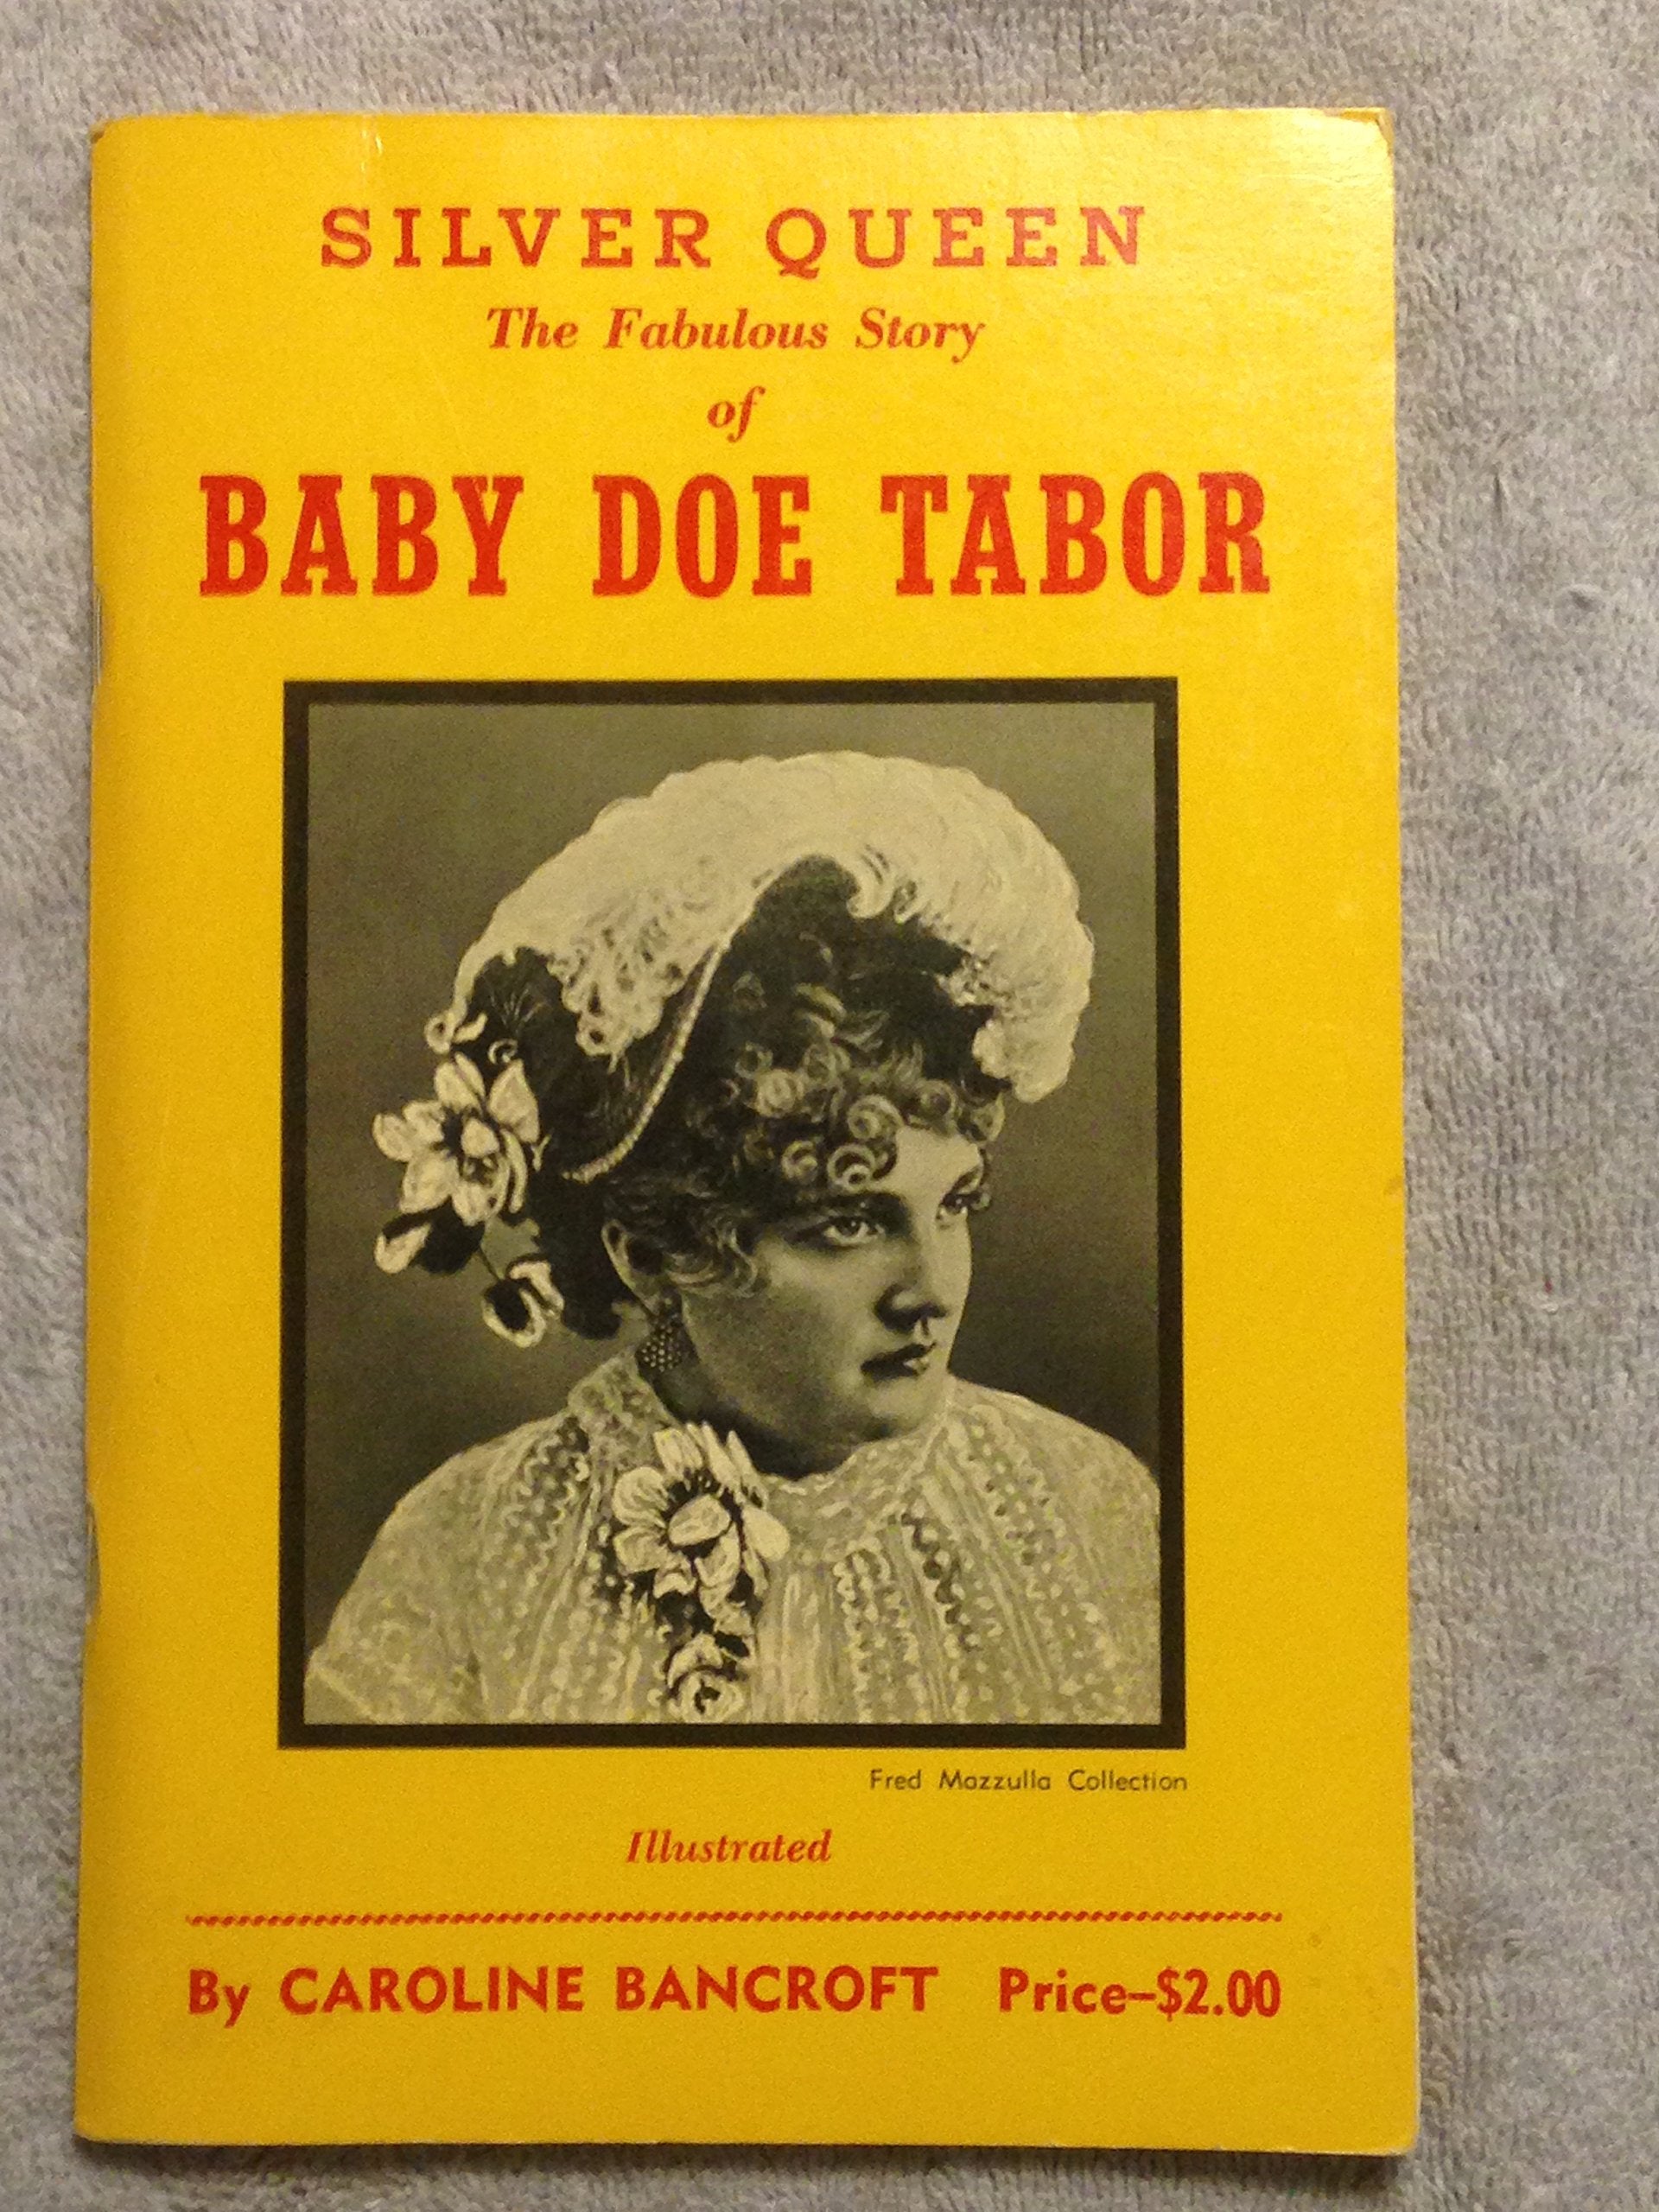 SILVER QUEEN
The Fabulous Story
of
BABY DOE TABOR
Fred Mazzulla Collection
Illustrated
By CAROLINE BANCROFT Price–$2.00